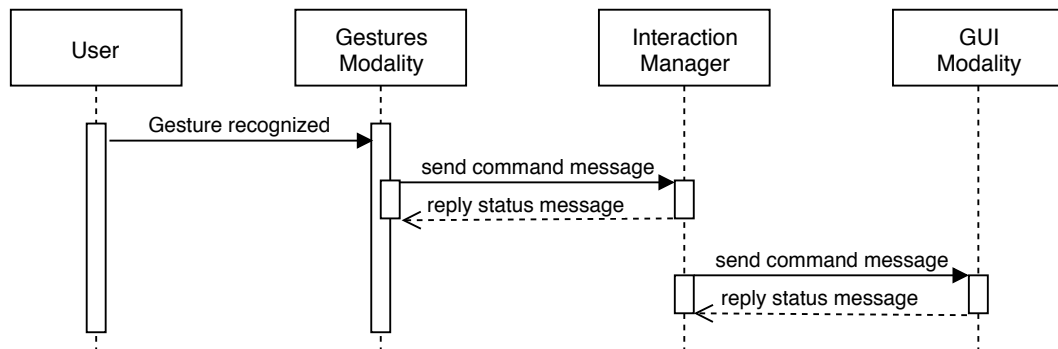 User
Gestures
Modality
Interaction
Manager
GUI
Modality
Gesture recognized
send command message
reply status message
send command message
reply status message